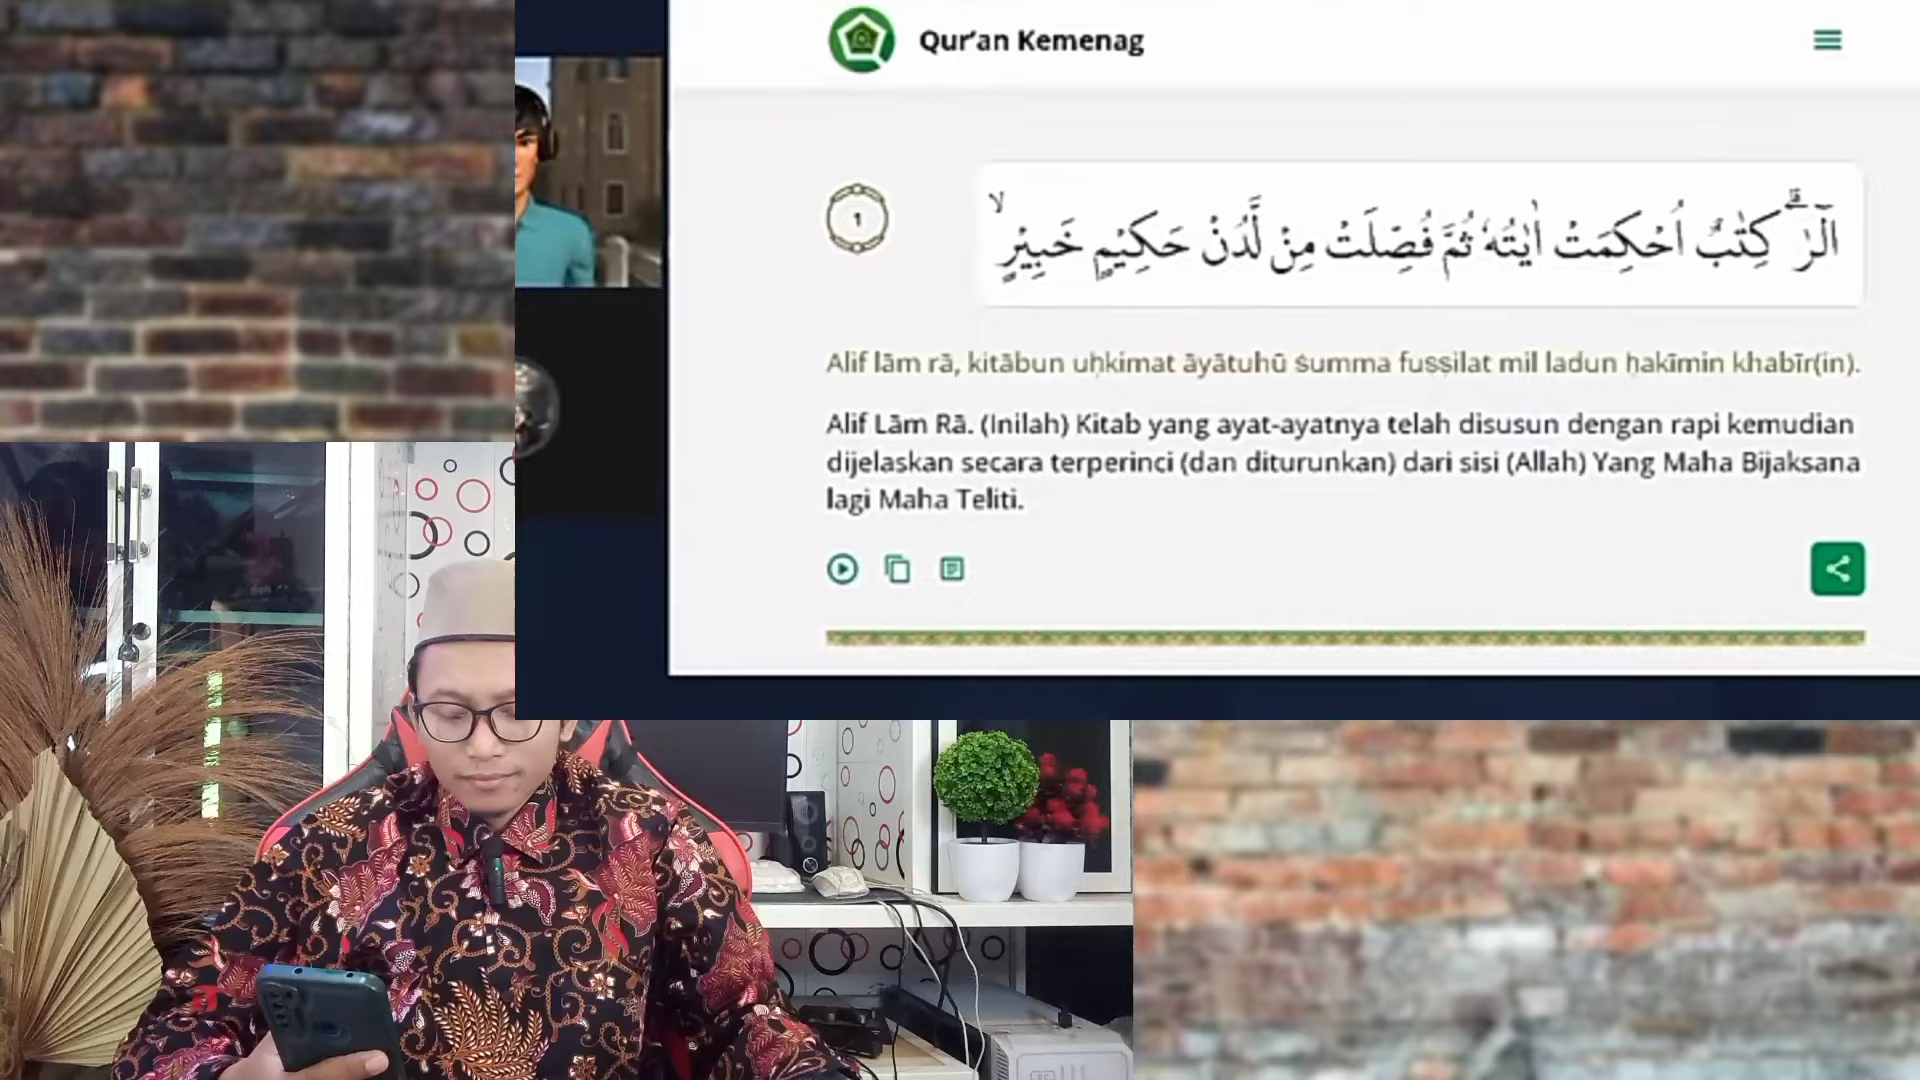 Qur'an Kemenag
1
الۤرٰ ۗ كِتٰبٌ اُحْكِمَتْ اٰيٰتُهٗ ثُمَّ فُصِّلَتْ مِنْ لَّدُنْ حَكِيْمٍ خَبِيْرٍ ۙ
Alif lām rā, kitābun uḥkimat āyātuhū ṡumma fuṣṣilat mil ladun ḥakīmin khabīr(in).
Alif Lām Rā. (Inilah) Kitab yang ayat-ayatnya telah disusun dengan rapi kemudian
dijelaskan secara terperinci (dan diturunkan) dari sisi (Allah) Yang Maha Bijaksana
lagi Maha Teliti.